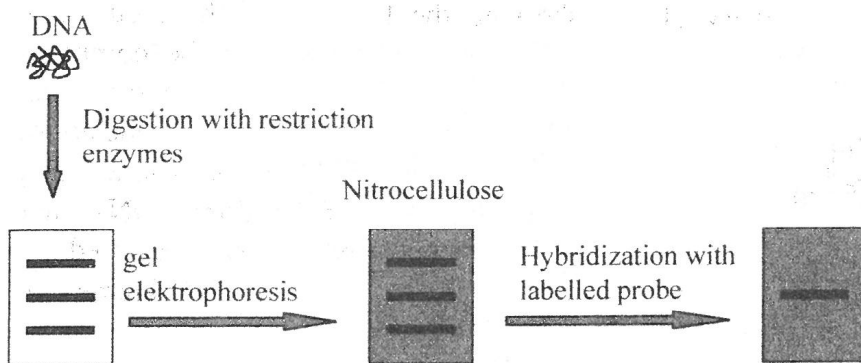 DNA
Digestion with restriction
enzymes
Nitrocellulose
gel
elektrophoresis
Hybridization with
labelled probe